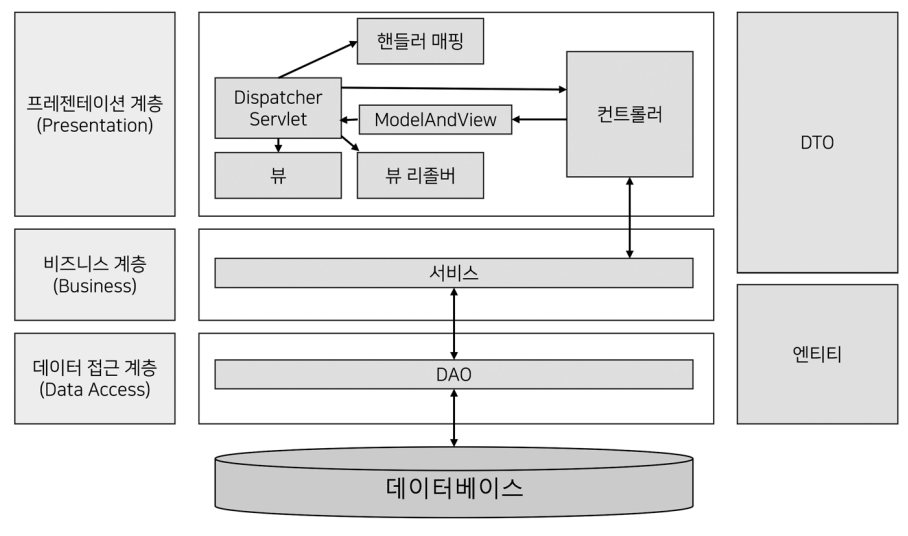 프레젠테이션 계층
(Presentation)
핸들러 매핑
Dispatcher
Servlet
ModelAndView
컨트롤러
뷰
뷰 리졸버
DTO
비즈니스 계층
(Business)
서비스
엔티티
데이터 접근 계층
(Data Access)
DAO
데이터베이스